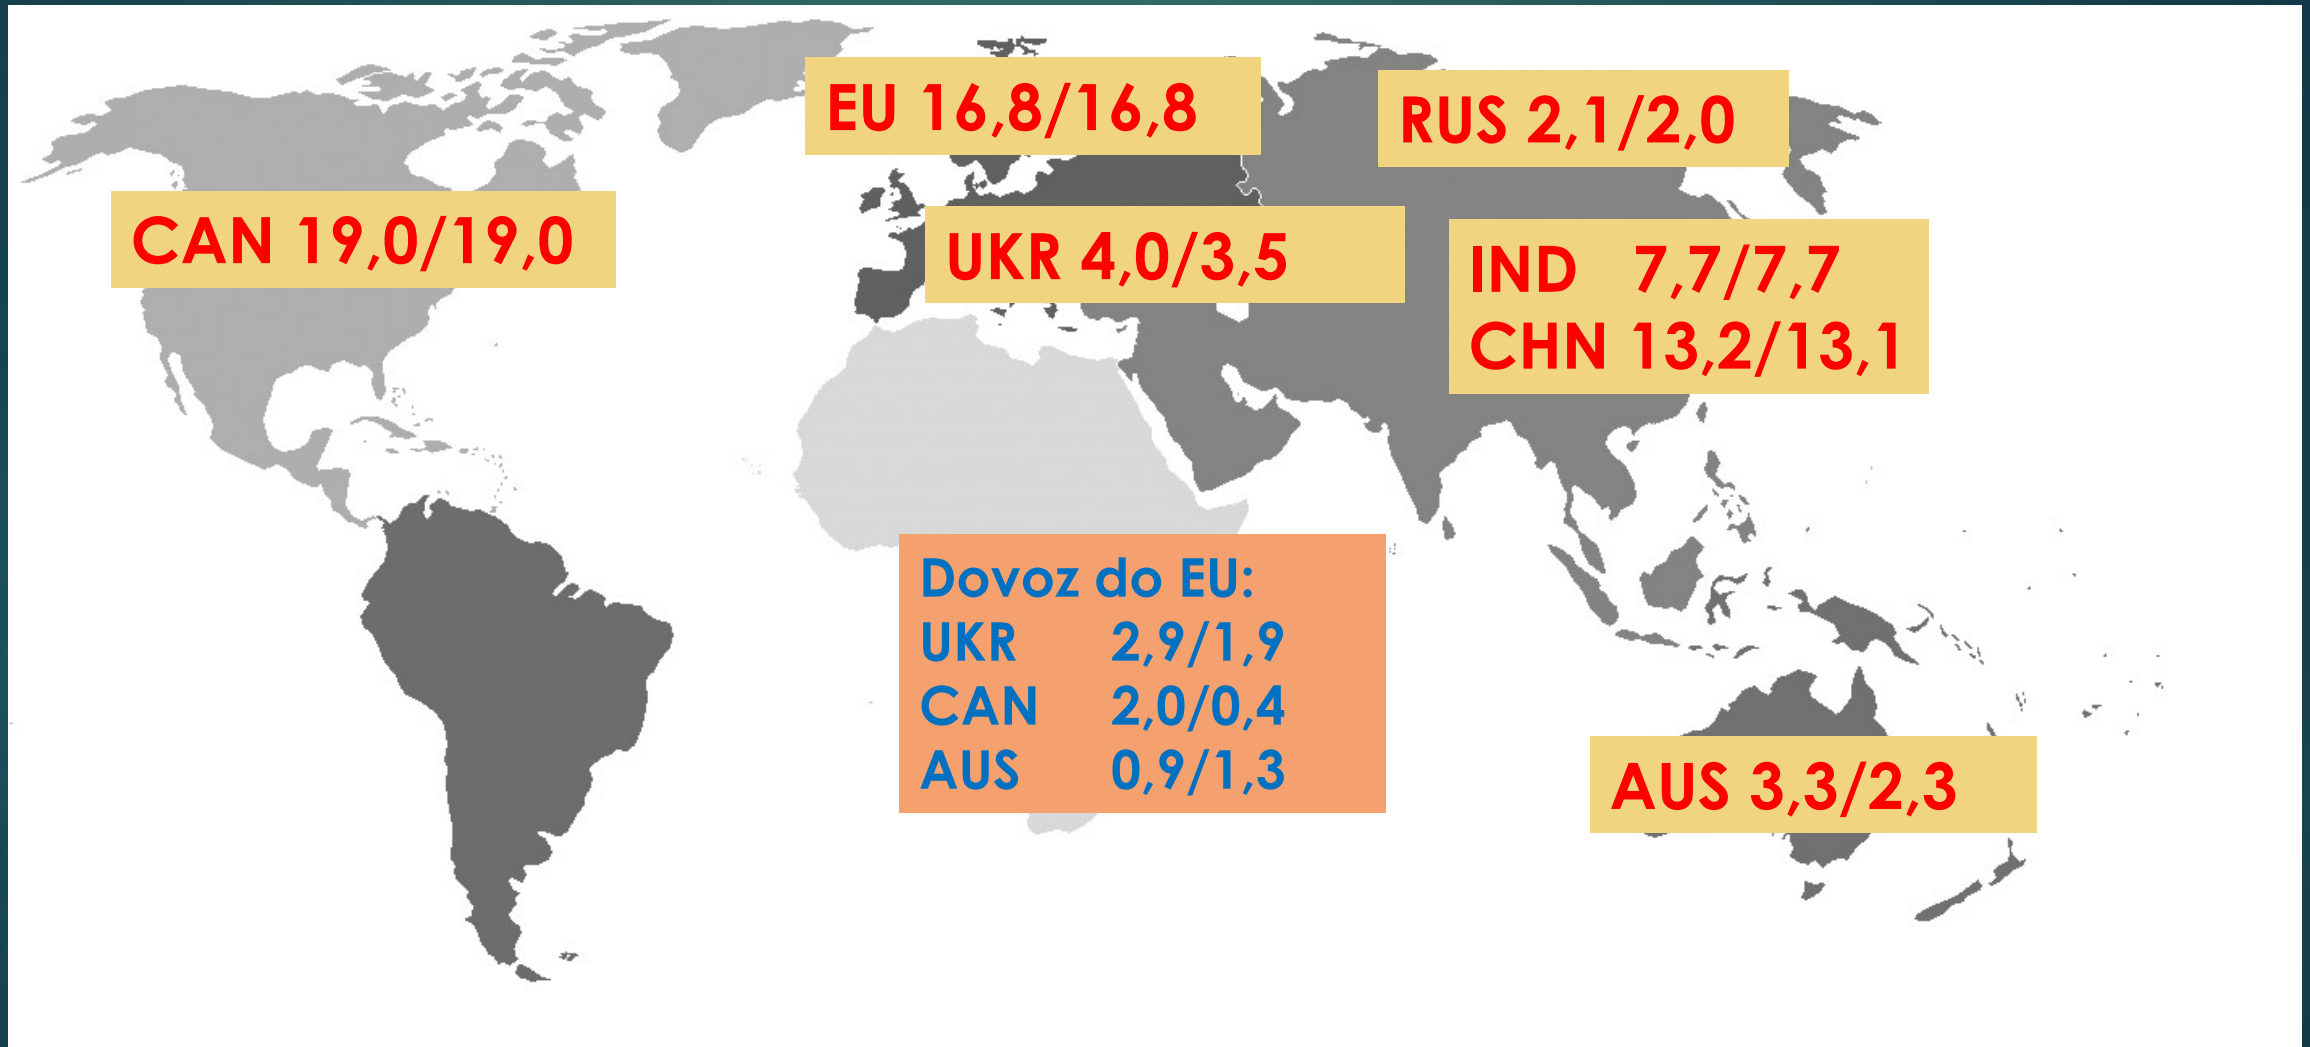 EU 16,8/16,8
RUS 2,1/2,0
CAN 19,0/19,0
UKR 4,0/3,5
IND 7,7/7,7
CHN 13,2/13,1
Dovoz do EU:
UKR 2,9/1,9
CAN 2,0/0,4
AUS 0,9/1,3
AUS 3,3/2,3